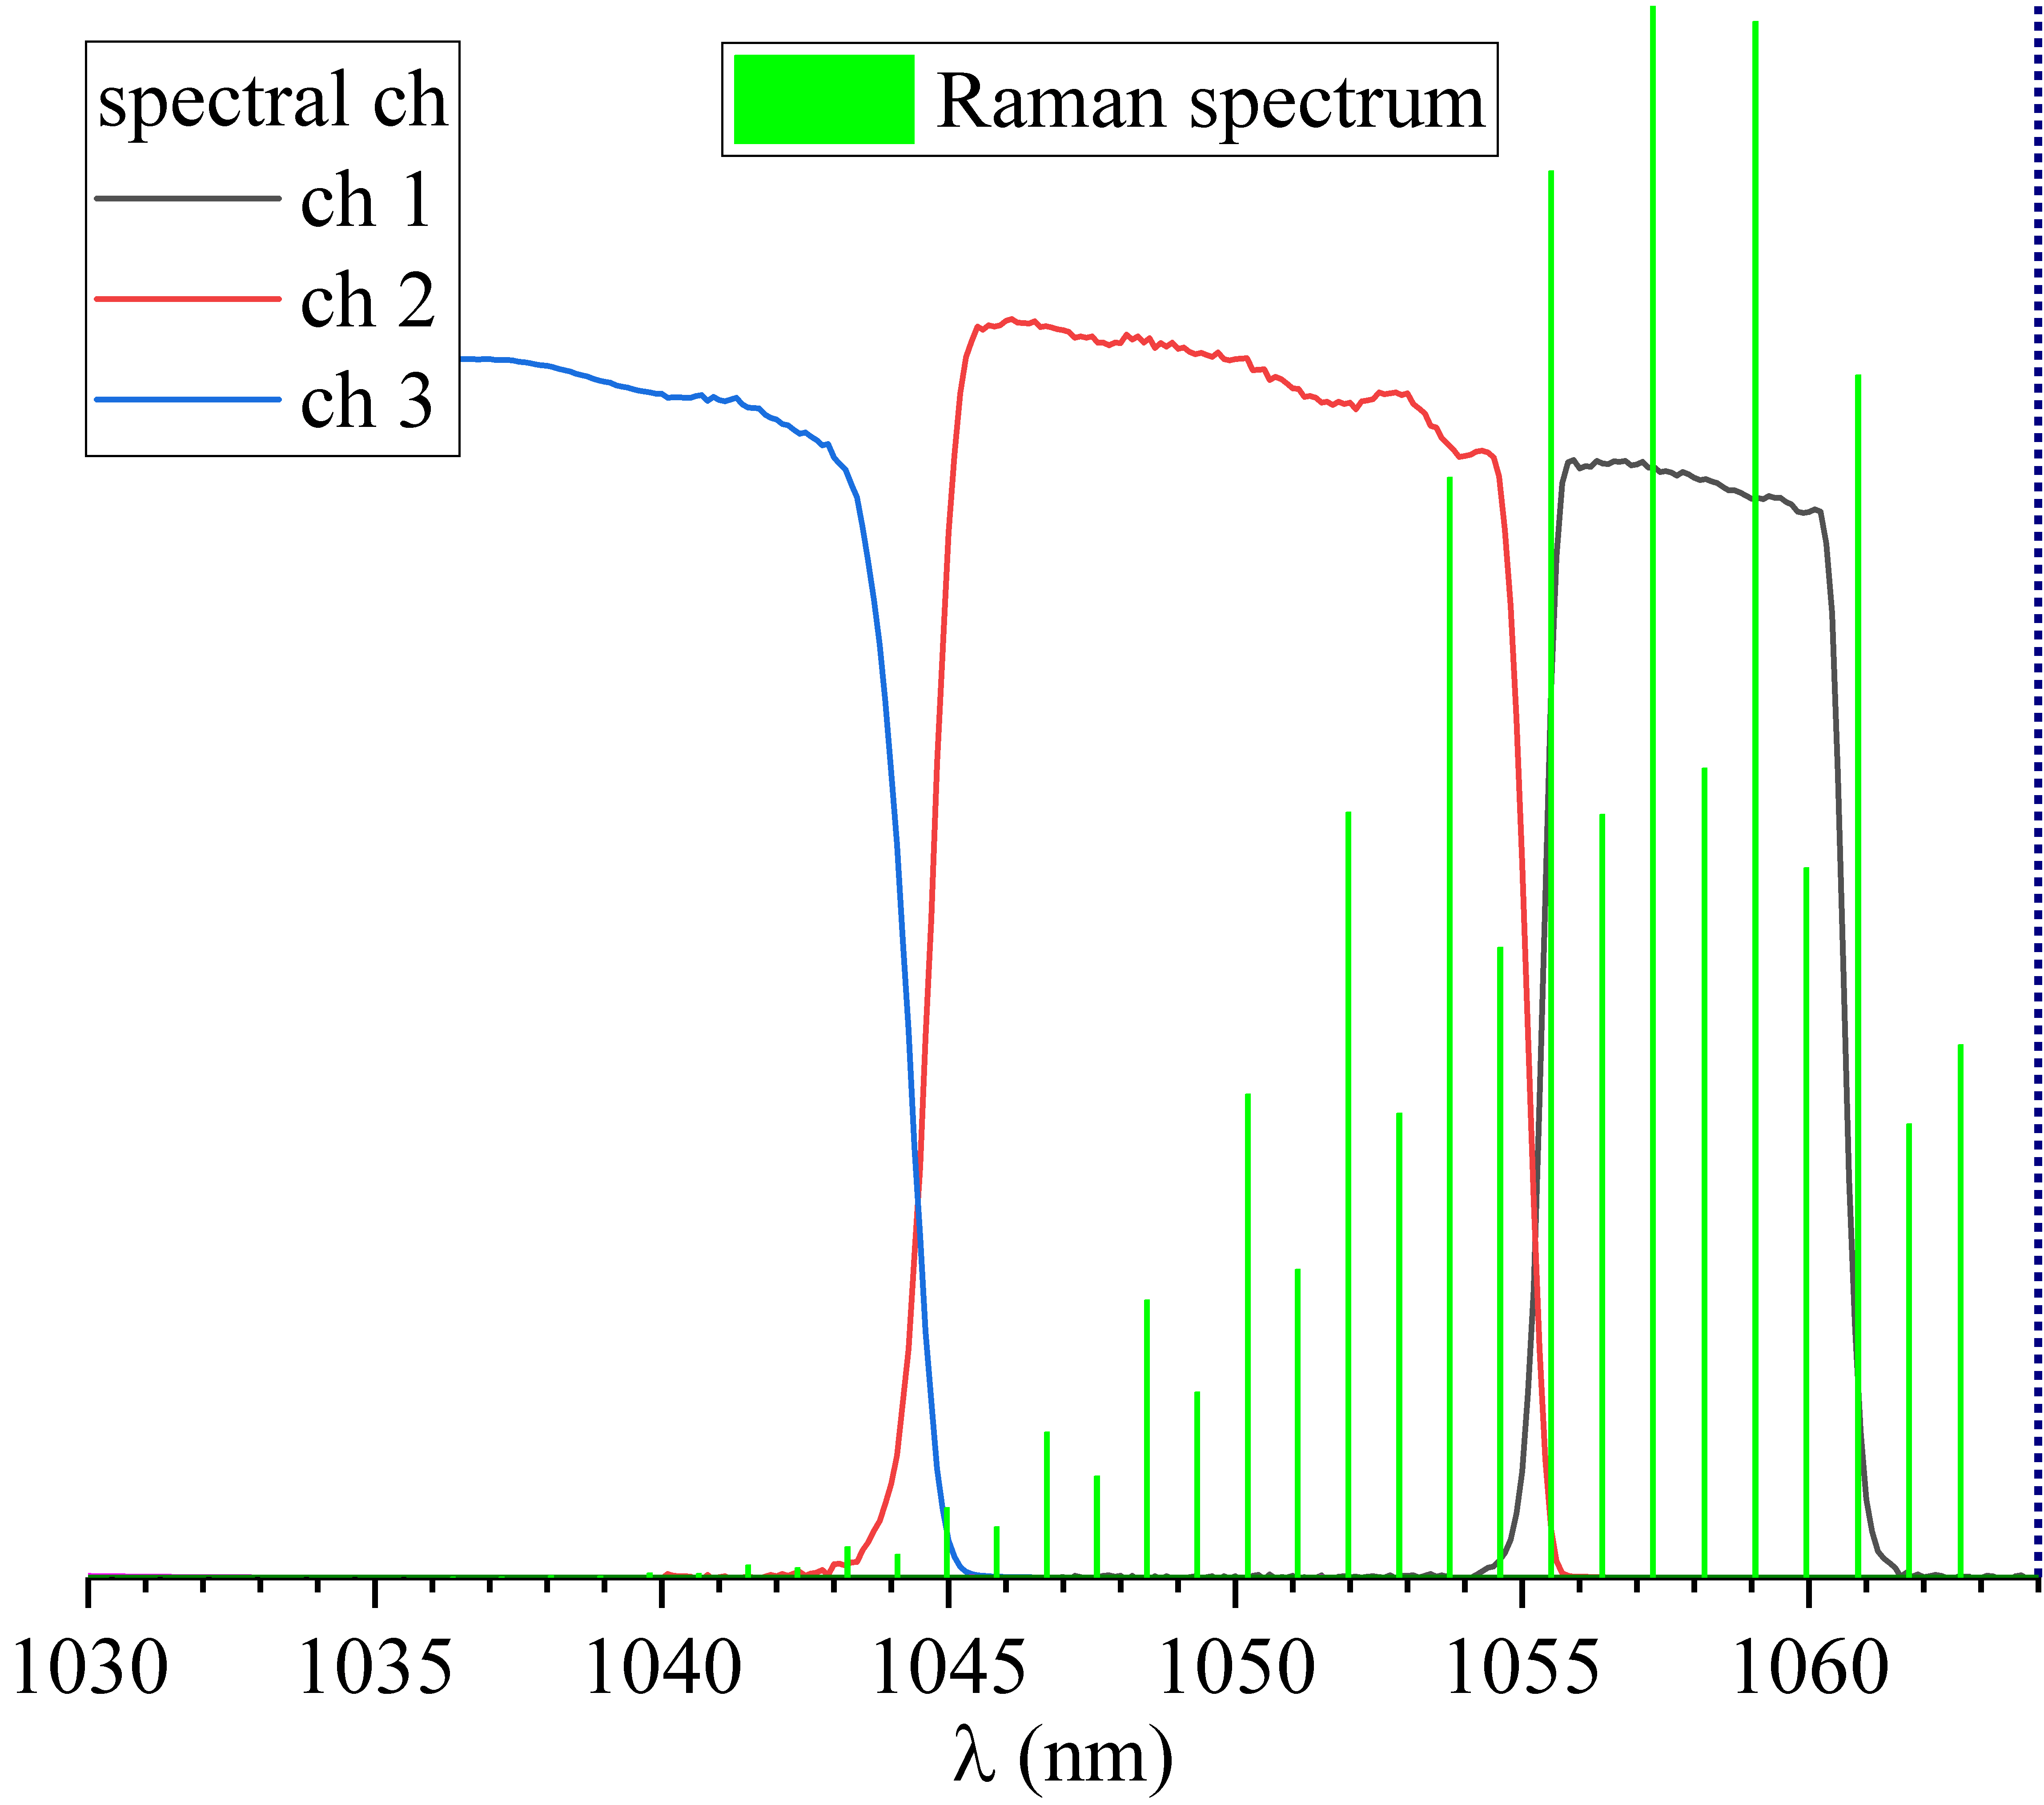 spectral ch
ch 1
ch 2
ch 3
Raman spectrum
1030 1035 1040 1045 1050 1055 1060
λ (nm)